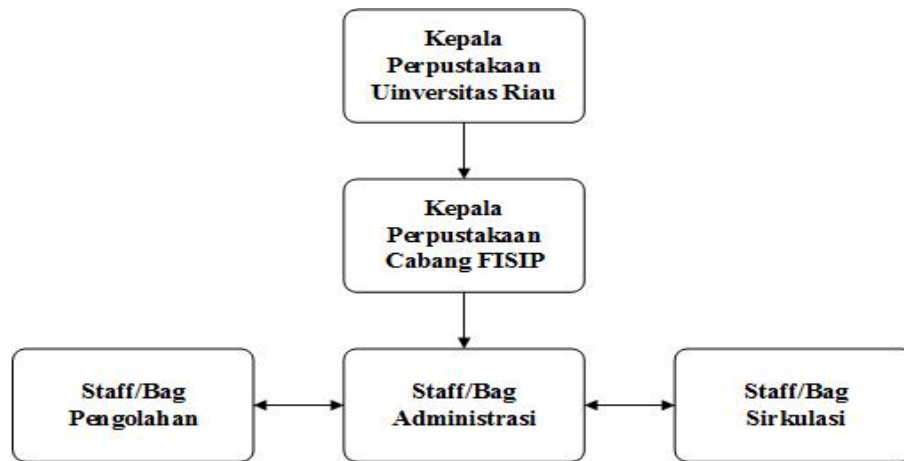 Kepala
Perpustakaan
Uinversitas Riau
Kepala
Perpustakaan
Cabang FISIP
Staff/Bag
Pengolahan
Staff/Bag
Administrasi
Staff/Bag
Sirkulasi